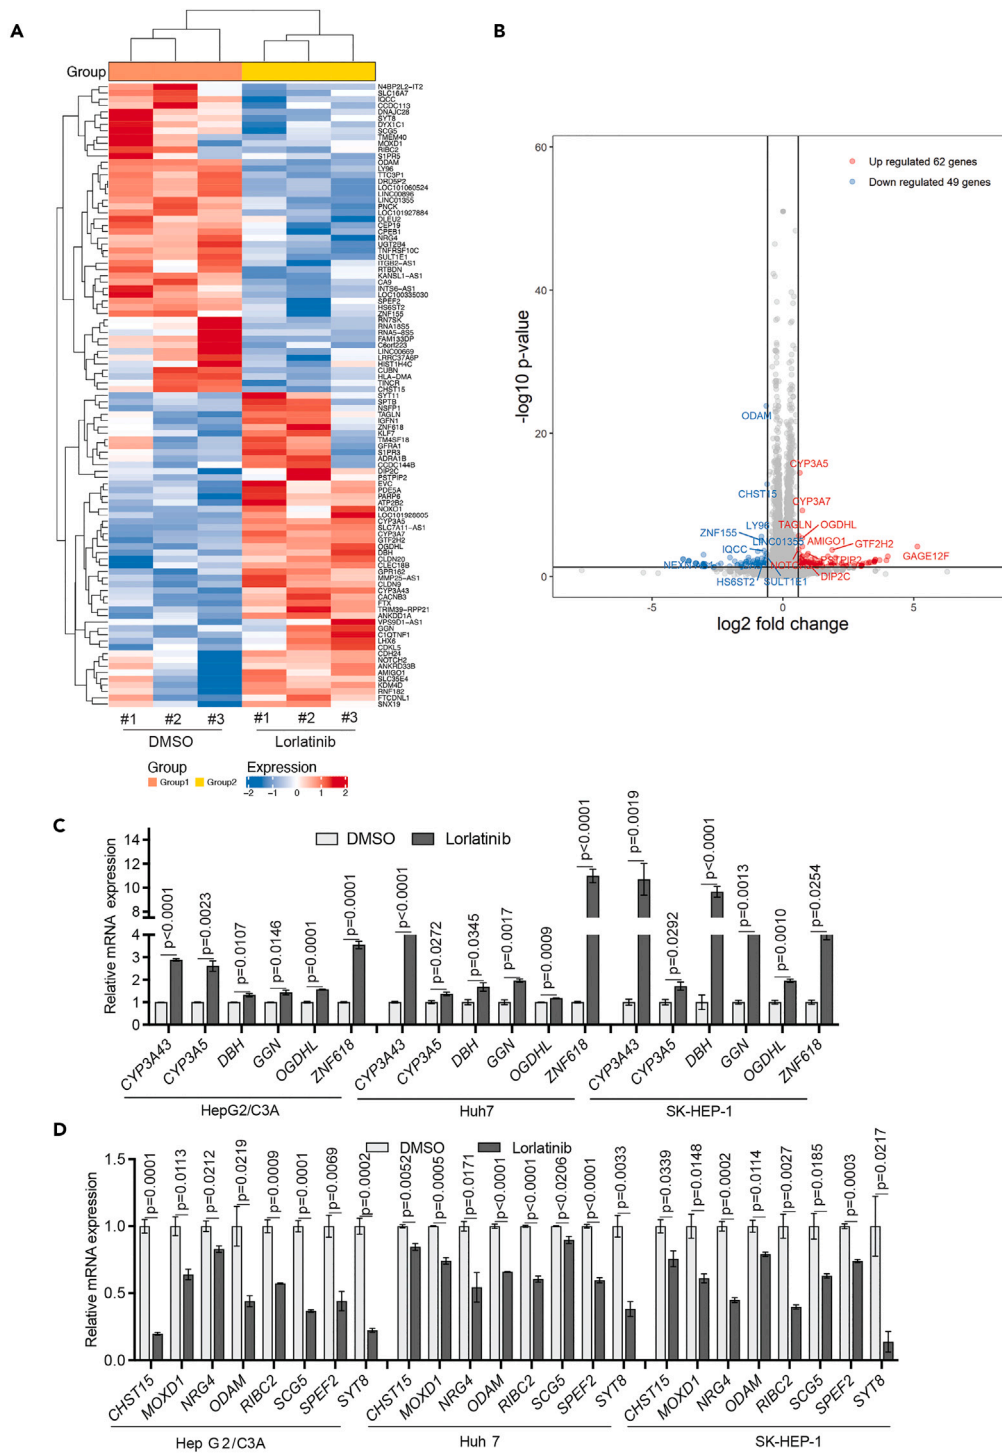 A
Group
N4BP2L2-IT2
SLC16A7
IQCC
CCDC113
DNAJC28
SYT8
DYX1C1
SCG5
TMEM40
MOXD1
RIBC2
S1PR5
ODAM
LY96
TTC3P1
DRD5P2
LOC101060524
LINC00896
LINC01355
PNCK
LOC101927884
DLEU2
CEP19
CPEB1
NRG4
UGT2B4
TNFRSF10C
SULT1E1
ITGB2-AS1
RTBDN
KANSL1-AS1
CA9
INTS6-AS1
LOC100335030
SPEF2
HS6ST2
ZNF155
RN7SK
RNA18S5
RNA5-8S5
FAM133DP
C6orf223
LINC00669
LRRC37A6P
HIST1H4C
CUBN
HLA-DMA
TINCR
CHST15
SYT11
SPTB
NSFP1
TAGLN
IGFN1
ZNF618
KLF7
TM4SF18
GFRA1
S1PR3
ADRA1B
CCDC144B
DIP2C
PSTPIP2
EVC
PDE5A
PARP6
ATP2B2
NOXO1
LOC101928605
CYP3A5
SLC7A11-AS1
CYP3A7
GTF2H2
OGDHL
DBH
CLDN20
CLEC18B
GPR162
MMP25-AS1
CLDN9
CYP3A43
CACNB3
FTX
TRIM39-RPP21
ANKDD1A
VPS9D1-AS1
GGN
C1QTNF1
LHX6
CDKL5
CDH24
NOTCH2
ANKRD33B
AMIGO1
SLC35E4
KDM4D
RNF182
FTCDNL1
SNX19
#1 #2 #3 #1 #2 #3
DMSO Lorlatinib
Group Expression
Group1 Group2 -2 -1 0 1 2
B
60
40
20
0
-log10 p-value
Up regulated 62 genes
Down regulated 49 genes
ODAM
CYP3A5
CHST15
CYP3A7
LY96
TAGLN
OGDHL
ZNF155
LINC01355
AMIGO1
GTF2H2
IQCC
PSTPIP2
GAGE12F
HS6ST2
SULT1E1
DIP2C
-5 0 5
log2 fold change
C
Relative mRNA expression
14
12
10
8
6
4
3
2
1
0
DMSO Lorlatinib
p<0.0001 p=0.0023 p=0.0107 p=0.0146 p=0.0001 p=0.0001 p<0.0001 p=0.0272 p=0.0345 p=0.0017 p=0.0009 p<0.0001 p=0.0019 p=0.0292 p<0.0001 p=0.0013 p=0.0010 p=0.0254
CYP3A43 CYP3A5 DBH GGN OGDHL ZNF618 CYP3A43 CYP3A5 DBH GGN OGDHL ZNF618 CYP3A43 CYP3A5 DBH GGN OGDHL ZNF618
HepG2/C3A Huh7 SK-HEP-1
D
Relative mRNA expression
1.5
1.0
0.5
0.0
DMSO Lorlatinib
p=0.0001 p=0.0113 p=0.0212 p=0.0219 p=0.0009 p=0.0001 p=0.0069 p=0.0002 p=0.0052 p=0.0005 p=0.0171 p<0.0001 p<0.0001 p<0.0206 p<0.0001 p=0.0033 p=0.0339 p=0.0148 p=0.0002 p=0.0114 p=0.0027 p=0.0185 p=0.0003 p=0.0217
CHST15 MOXD1 NRG4 ODAM RIBC2 SCG5 SPEF2 SYT8 CHST15 MOXD1 NRG4 ODAM RIBC2 SCG5 SPEF2 SYT8 CHST15 MOXD1 NRG4 ODAM RIBC2 SCG5 SPEF2 SYT8
Hep G2/C3A Huh 7 SK-HEP-1